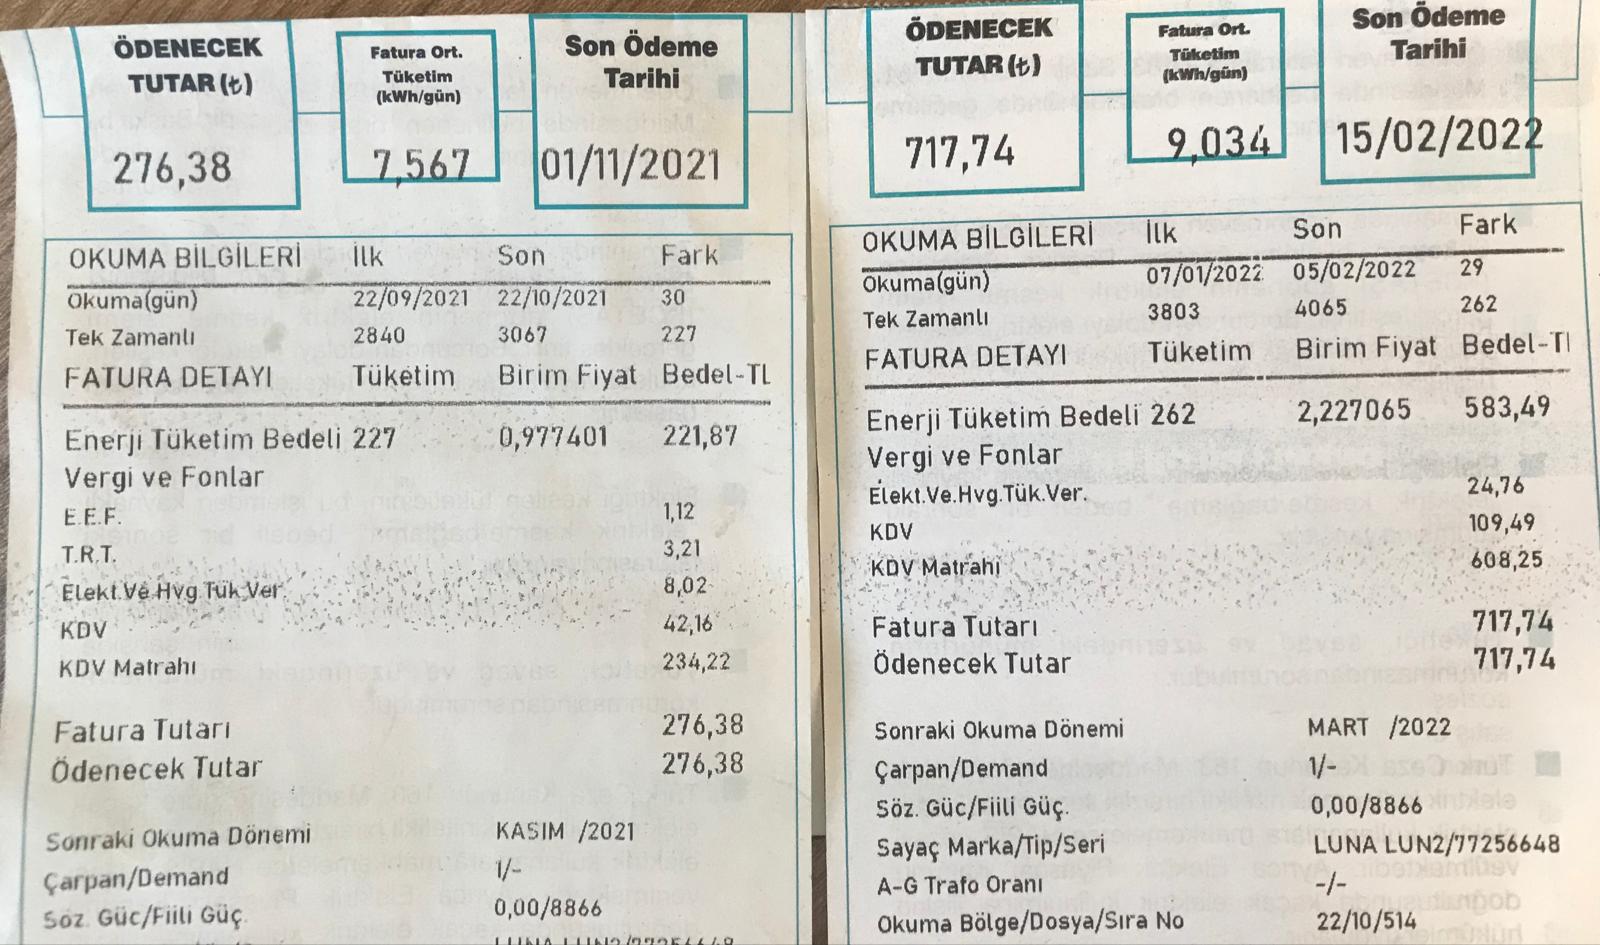 ÖDENECEK
TUTAR (₺)
276,38
Fatura Ort.
Tüketim
(kWh/gün)
7,567
Son Ödeme
Tarihi
01/11/2021
OKUMA BİLGİLERİ İlk Son Fark
Okuma(gün) 22/09/2021 22/10/2021 30
Tek Zamanlı 2840 3067 227
FATURA DETAYI Tüketim Birim Fiyat Bedel-TL
Enerji Tüketim Bedeli 227 0,977401 221,87
Vergi ve Fonlar
E.E.F. 1,12
T.R.T. 3,21
Elekt.Ve.Hvg.Tük.Ver. 8,02
KDV 42,16
KDV Matrahı 234,22
Fatura Tutarı 276,38
Ödenecek Tutar 276,38
Sonraki Okuma Dönemi KASIM /2021
Çarpan/Demand 1/-
Söz. Güc/Fiili Güç. 0,00/8866
LUNA LUN2/77256648
ÖDENECEK
TUTAR (₺)
717,74
Fatura Ort.
Tüketim
(kWh/gün)
9,034
Son Ödeme
Tarihi
15/02/2022
OKUMA BİLGİLERİ İlk Son Fark
Okuma(gün) 07/01/2022 05/02/2022 29
Tek Zamanlı 3803 4065 262
FATURA DETAYI Tüketim Birim Fiyat Bedel-Tl
Enerji Tüketim Bedeli 262 2,227065 583,49
Vergi ve Fonlar
Elekt.Ve.Hvg.Tük.Ver. 24,76
KDV 109,49
KDV Matrahı 608,25
Fatura Tutarı 717,74
Ödenecek Tutar 717,74
Sonraki Okuma Dönemi MART /2022
Çarpan/Demand 1/-
Söz. Güc/Fiili Güç. 0,00/8866
Sayaç Marka/Tip/Seri LUNA LUN2/77256648
A-G Trafo Oranı -/-
Okuma Bölge/Dosya/Sıra No 22/10/514